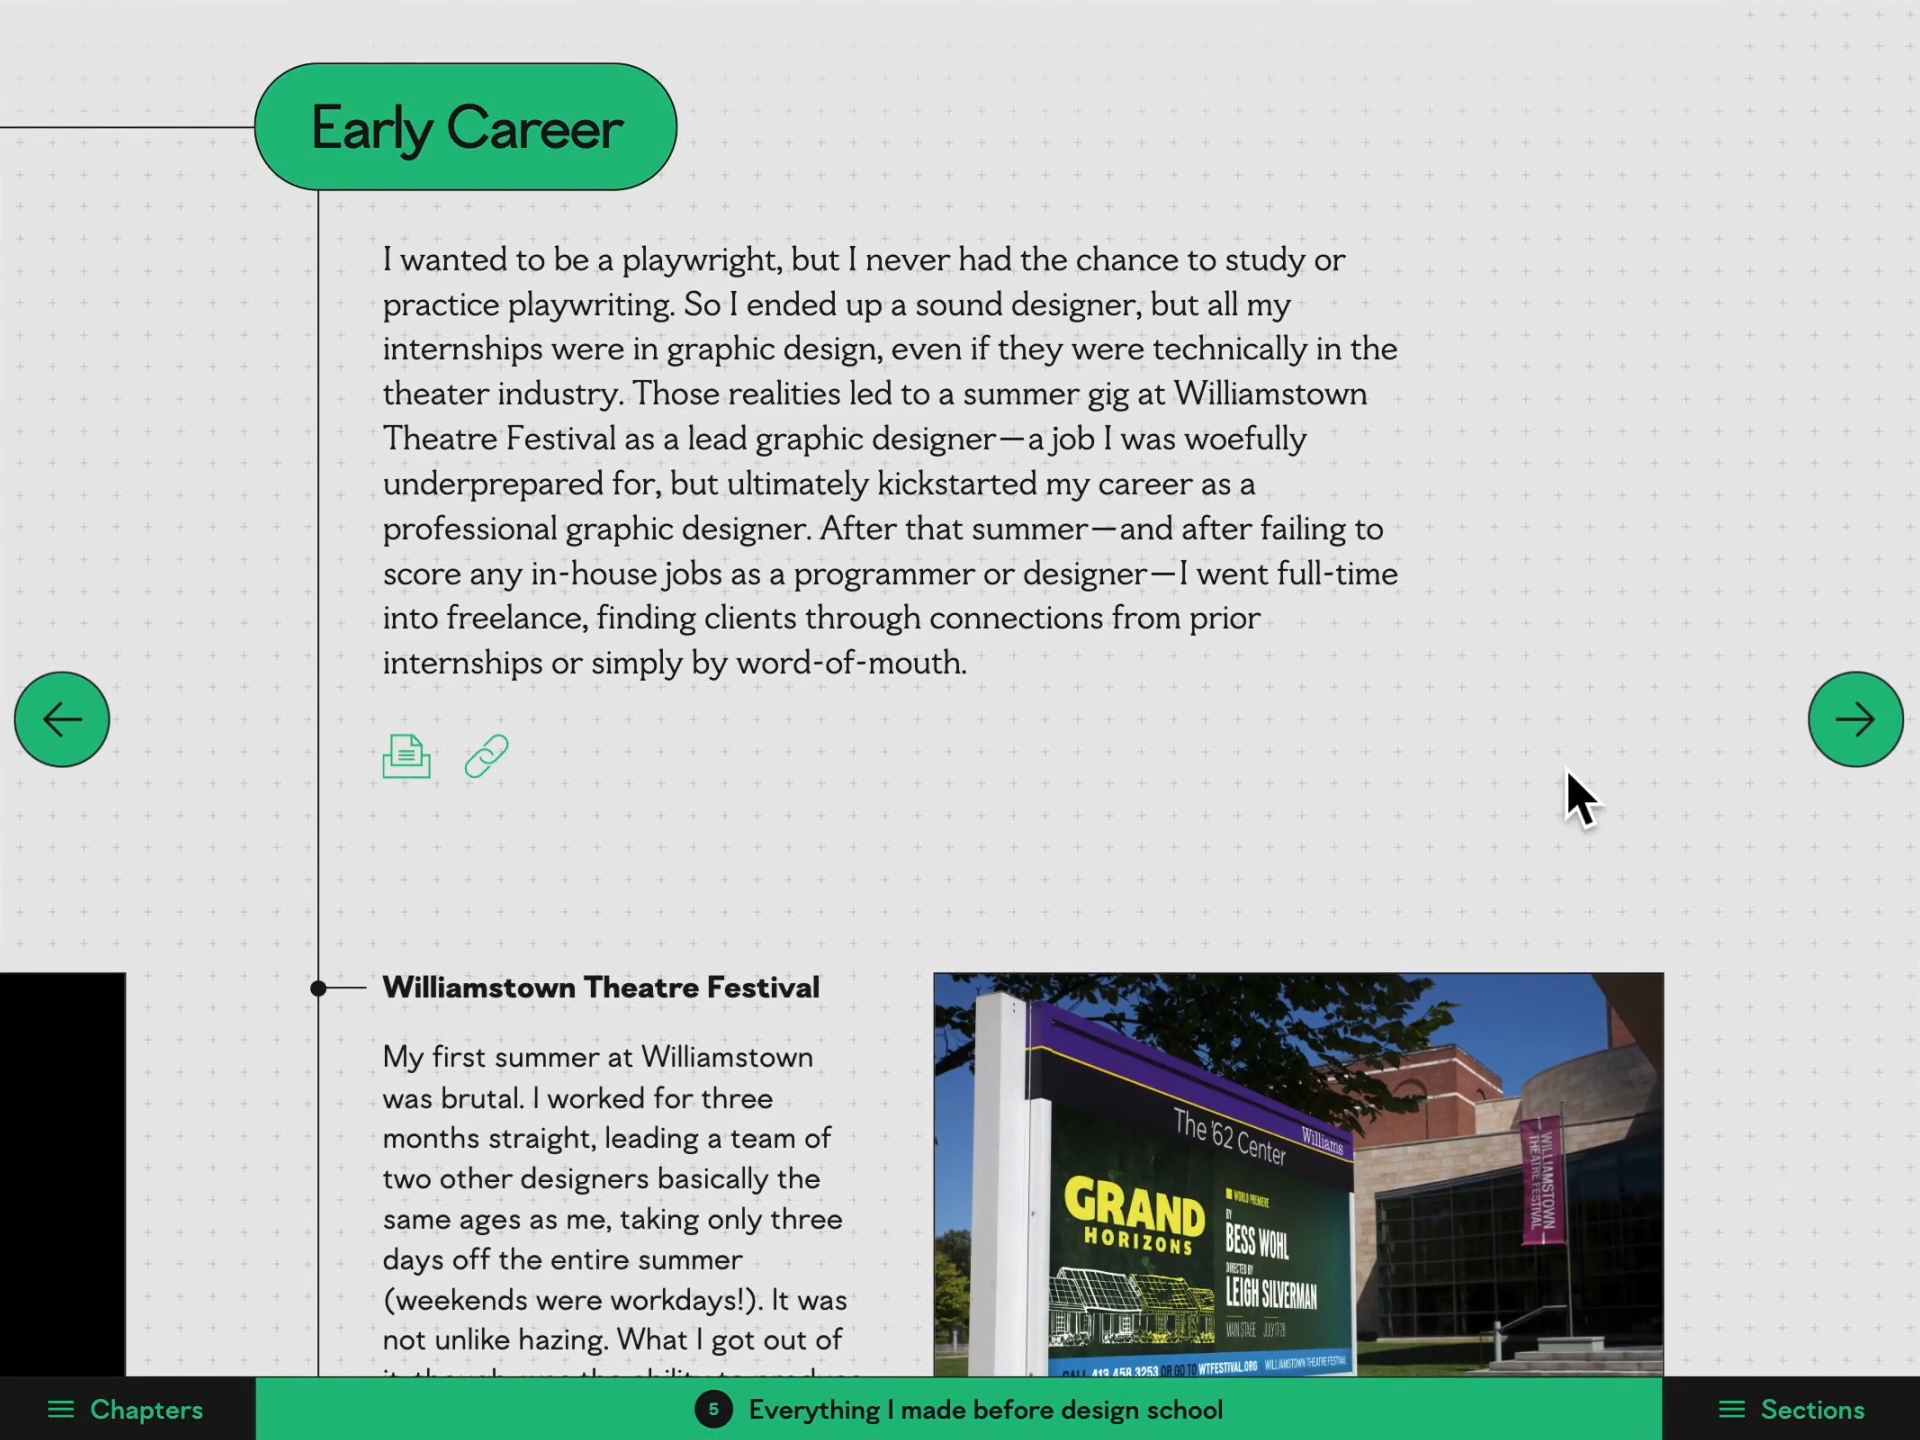 Early Career
I wanted to be a playwright, but I never had the chance to study or
practice playwriting. So I ended up a sound designer, but all my
internships were in graphic design, even if they were technically in the
theater industry. Those realities led to a summer gig at Williamstown
Theatre Festival as a lead graphic designer—a job I was woefully
underprepared for, but ultimately kickstarted my career as a
professional graphic designer. After that summer—and after failing to
score any in-house jobs as a programmer or designer—I went full-time
into freelance, finding clients through connections from prior
internships or simply by word-of-mouth.
Williamstown Theatre Festival
My first summer at Williamstown
was brutal. I worked for three
months straight, leading a team of
two other designers basically the
same ages as me, taking only three
days off the entire summer
(weekends were workdays!). It was
not unlike hazing. What I got out of
it, though, was the ability to produce
The '62 Center
Williams
GRAND
HORIZONS
WORLD PREMIERE
BY
BESS WOHL
DIRECTED BY
LEIGH SILVERMAN
MAIN STAGE
CALL 413.458.3253 OR GO TO WTFESTIVAL.ORG
WILLIAMSTOWN THEATRE FESTIVAL
WILLIAMSTOWN
THEATRE FESTIVAL
Chapters
5 Everything I made before design school
Sections